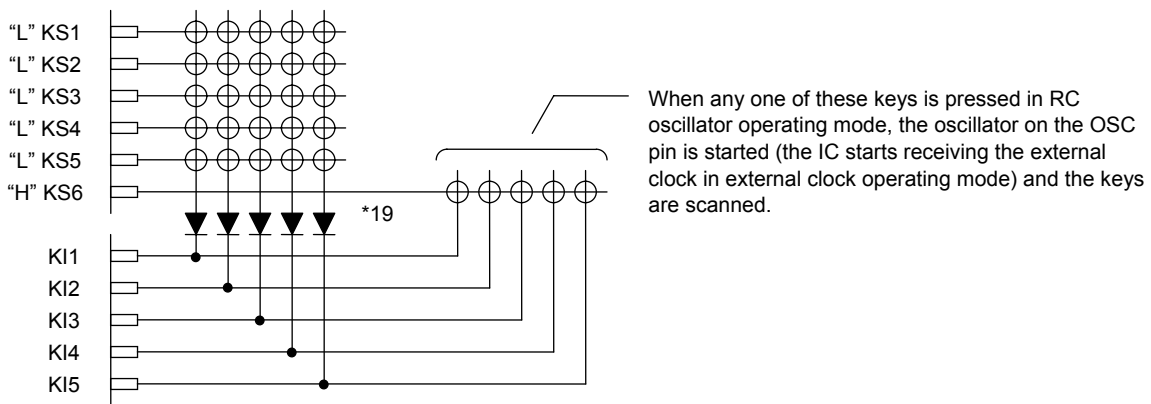 “L” KS1
“L” KS2
“L” KS3
“L” KS4
“L” KS5
“H” KS6
*19
KI1
KI2
KI3
KI4
KI5
When any one of these keys is pressed in RC
oscillator operating mode, the oscillator on the OSC
pin is started (the IC starts receiving the external
clock in external clock operating mode) and the keys
are scanned.